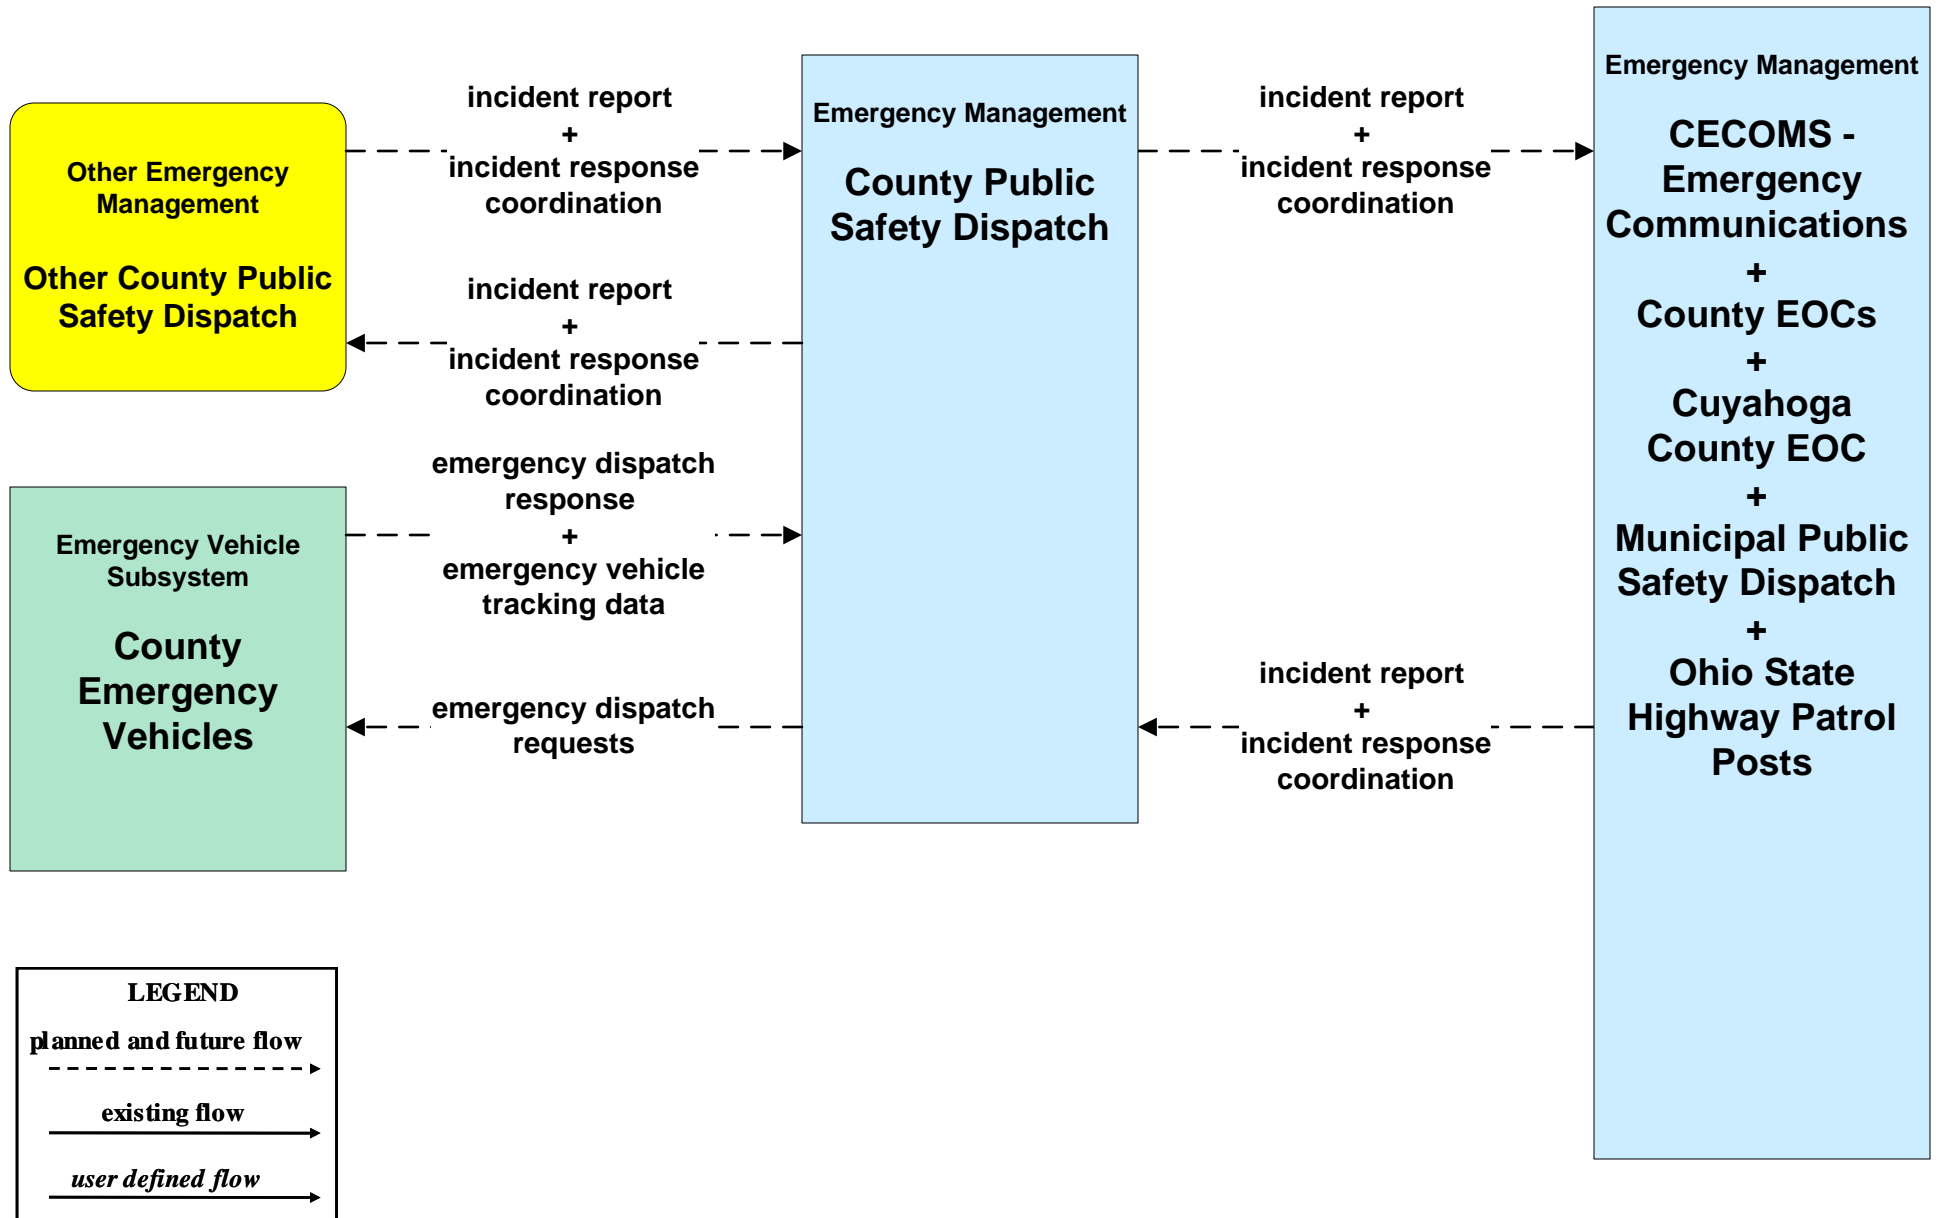 Other Emergency
Management
Other County Public
Safety Dispatch
incident report
+
incident response
coordination
incident report
+
incident response
coordination
Emergency Vehicle
Subsystem
County
Emergency
Vehicles
emergency dispatch
response
+
emergency vehicle
tracking data
emergency dispatch
requests
Emergency Management
County Public
Safety Dispatch
incident report
+
incident response
coordination
incident report
+
incident response
coordination
Emergency Management
CECOMS -
Emergency
Communications
+
County EOCs
+
Cuyahoga
County EOC
+
Municipal Public
Safety Dispatch
+
Ohio State
Highway Patrol
Posts
LEGEND
planned and future flow
existing flow
user defined flow